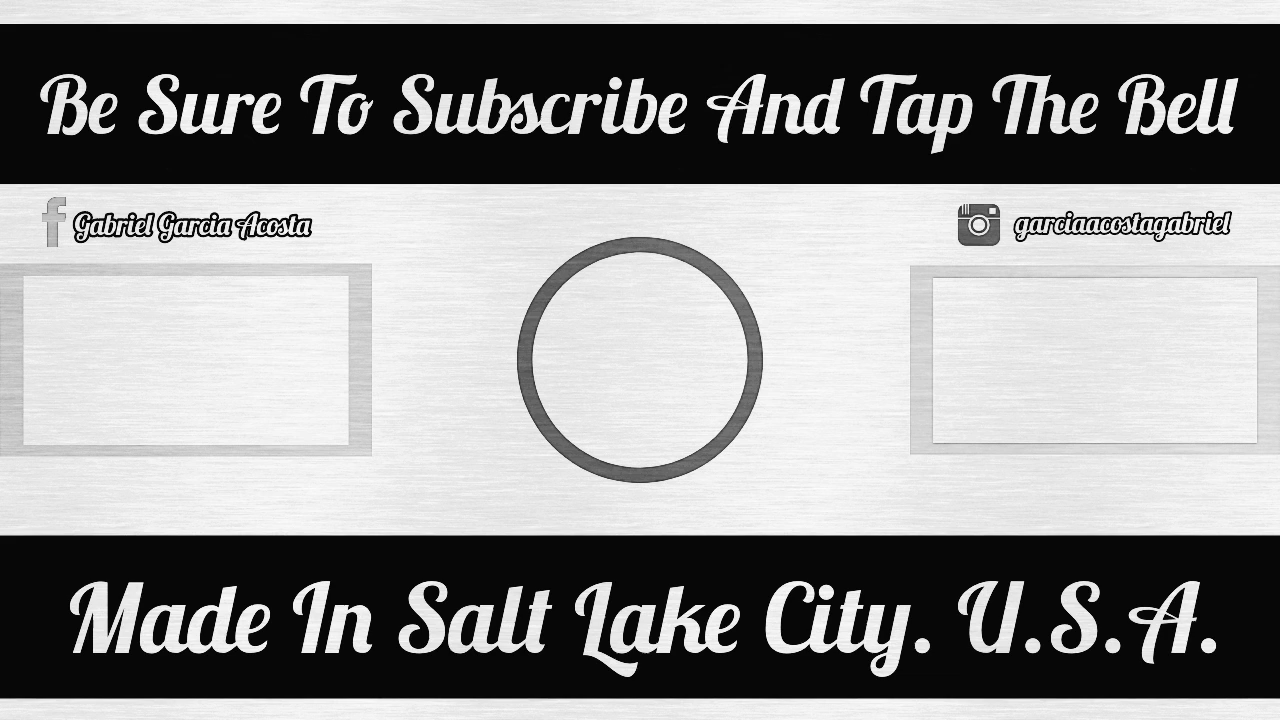 Be Sure To Subscribe And Tap The Bell
Gabriel Garcia Acosta
garciaacostagabriel
Made In Salt Lake City. U.S.A.